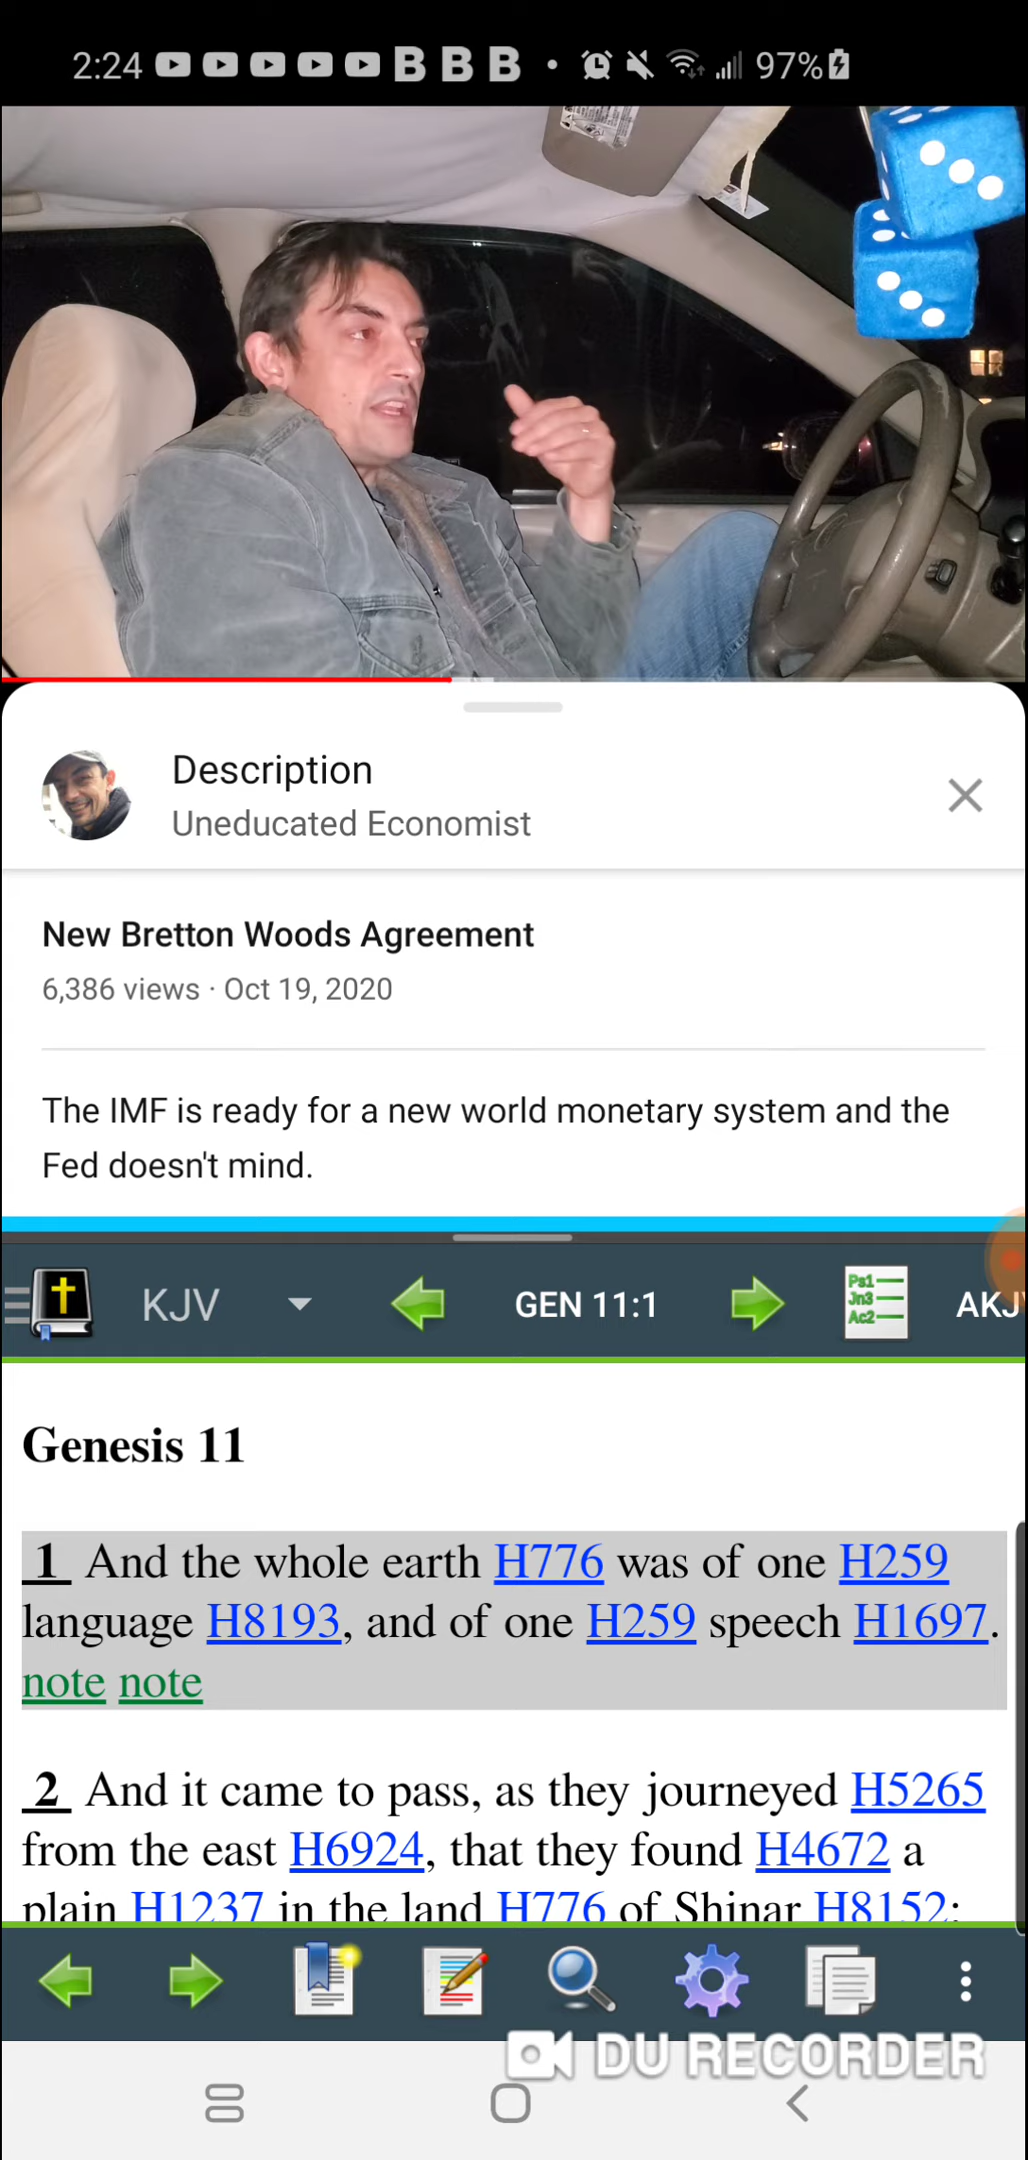 2:24 B B B 97%
Description
Uneducated Economist
New Bretton Woods Agreement
6,386 views · Oct 19, 2020
The IMF is ready for a new world monetary system and the
Fed doesn't mind.
KJV GEN 11:1 Ps1 AKJ
Jn3
Ac2
Genesis 11
1 And the whole earth H776 was of one H259
language H8193, and of one H259 speech H1697.
note note
2 And it came to pass, as they journeyed H5265
from the east H6924, that they found H4672 a
plain H1237 in the land H776 of Shinar H8152;
DU RECORDER